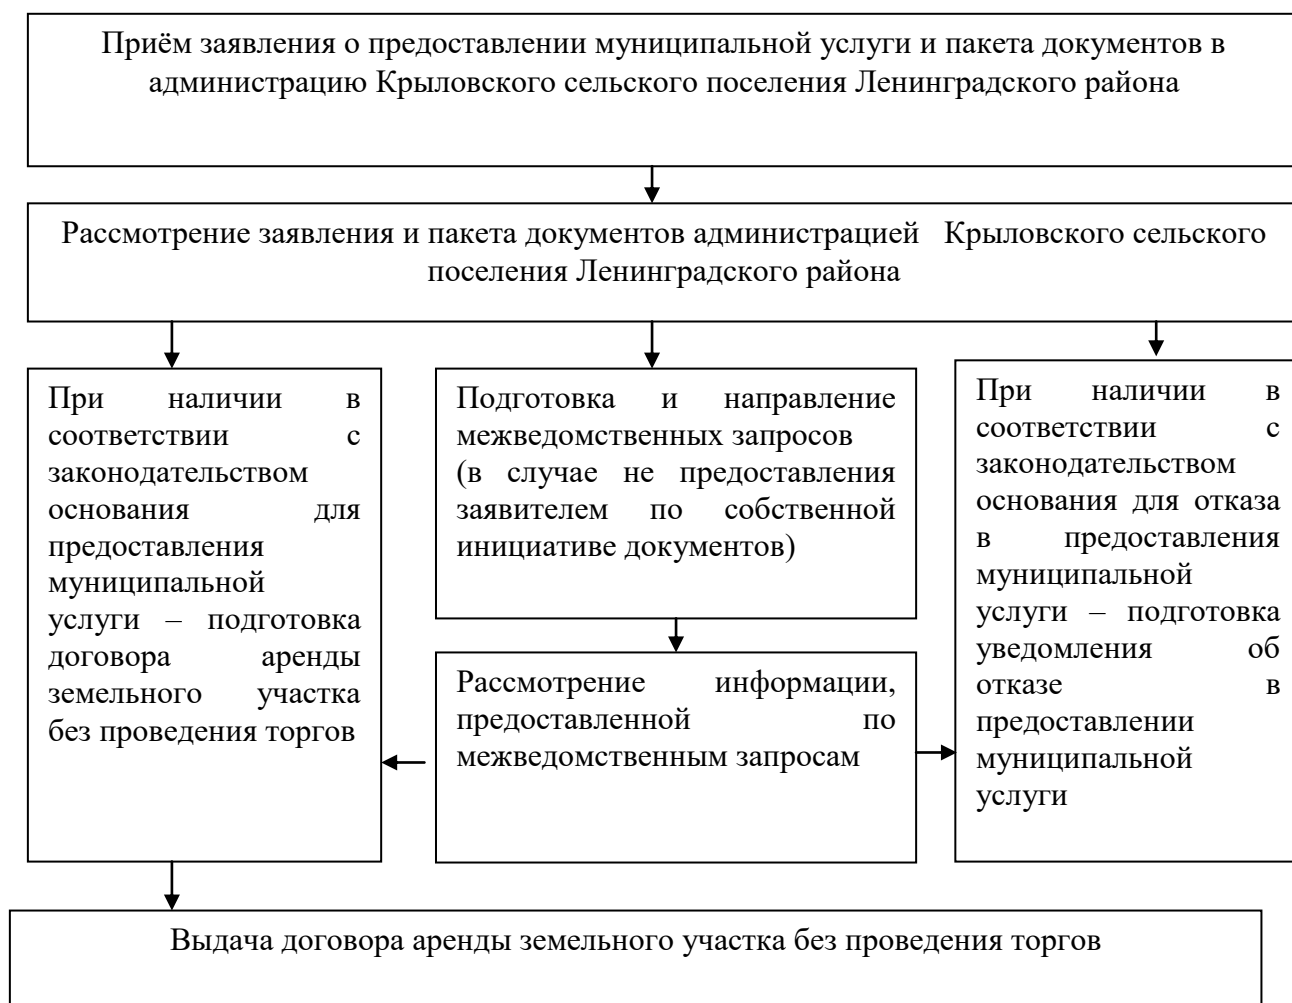 Приём заявления о предоставлении муниципальной услуги и пакета документов в
администрацию Крыловского сельского поселения Ленинградского района
Рассмотрение заявления и пакета документов администрацией Крыловского сельского
поселения Ленинградского района
При наличии в
соответствии с
законодательством
основания для
предоставления
муниципальной
услуги – подготовка
договора аренды
земельного участка
без проведения торгов
Подготовка и направление
межведомственных запросов
(в случае не предоставления
заявителем по собственной
инициативе документов)
Рассмотрение информации,
предоставленной по
межведомственным запросам
При наличии в
соответствии с
законодательством
основания для отказа
в предоставления
муниципальной
услуги – подготовка
уведомления об
отказе в
предоставлении
муниципальной
услуги
Выдача договора аренды земельного участка без проведения торгов